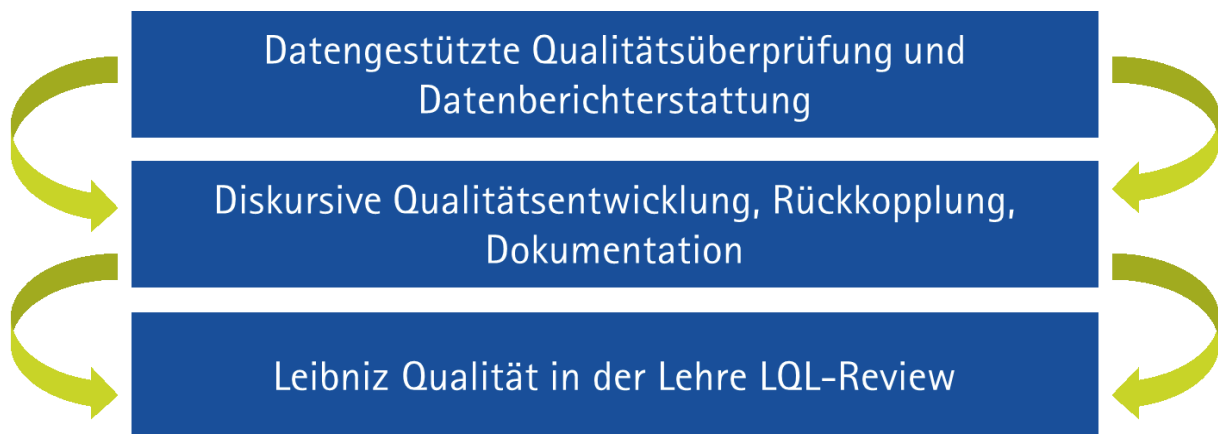 Datengestützte Qualitätsüberprüfung und
Datenberichterstattung
Diskursive Qualitätsentwicklung, Rückkopplung,
Dokumentation
Leibniz Qualität in der Lehre LQL-Review